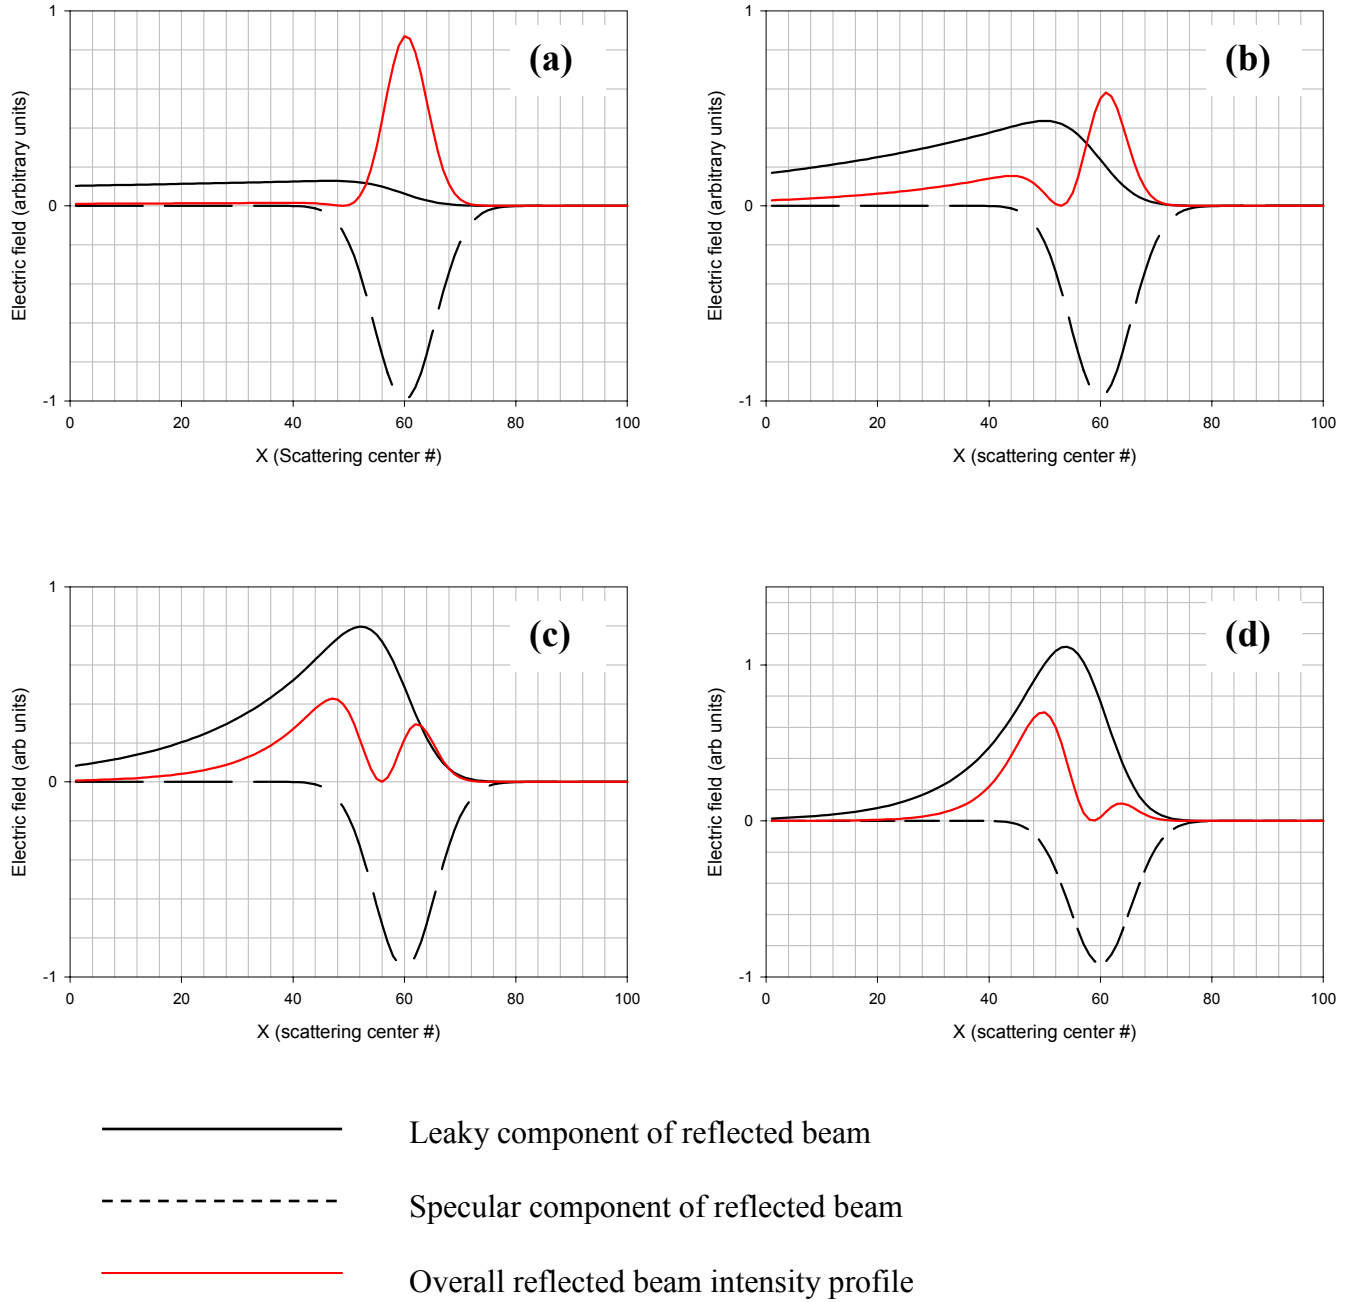 (a)
Electric field (arbitrary units)
1
0
-1
0 20 40 60 80 100
X (Scattering center #)
(b)
Electric field (arbitrary units)
1
0
-1
0 20 40 60 80 100
X (scattering center #)
(c)
Electric field (arb units)
1
0
-1
0 20 40 60 80 100
X (scattering center #)
(d)
Electric field (arb units)
1
0
-1
0 20 40 60 80 100
X (scattering center #)
Leaky component of reflected beam
Specular component of reflected beam
Overall reflected beam intensity profile